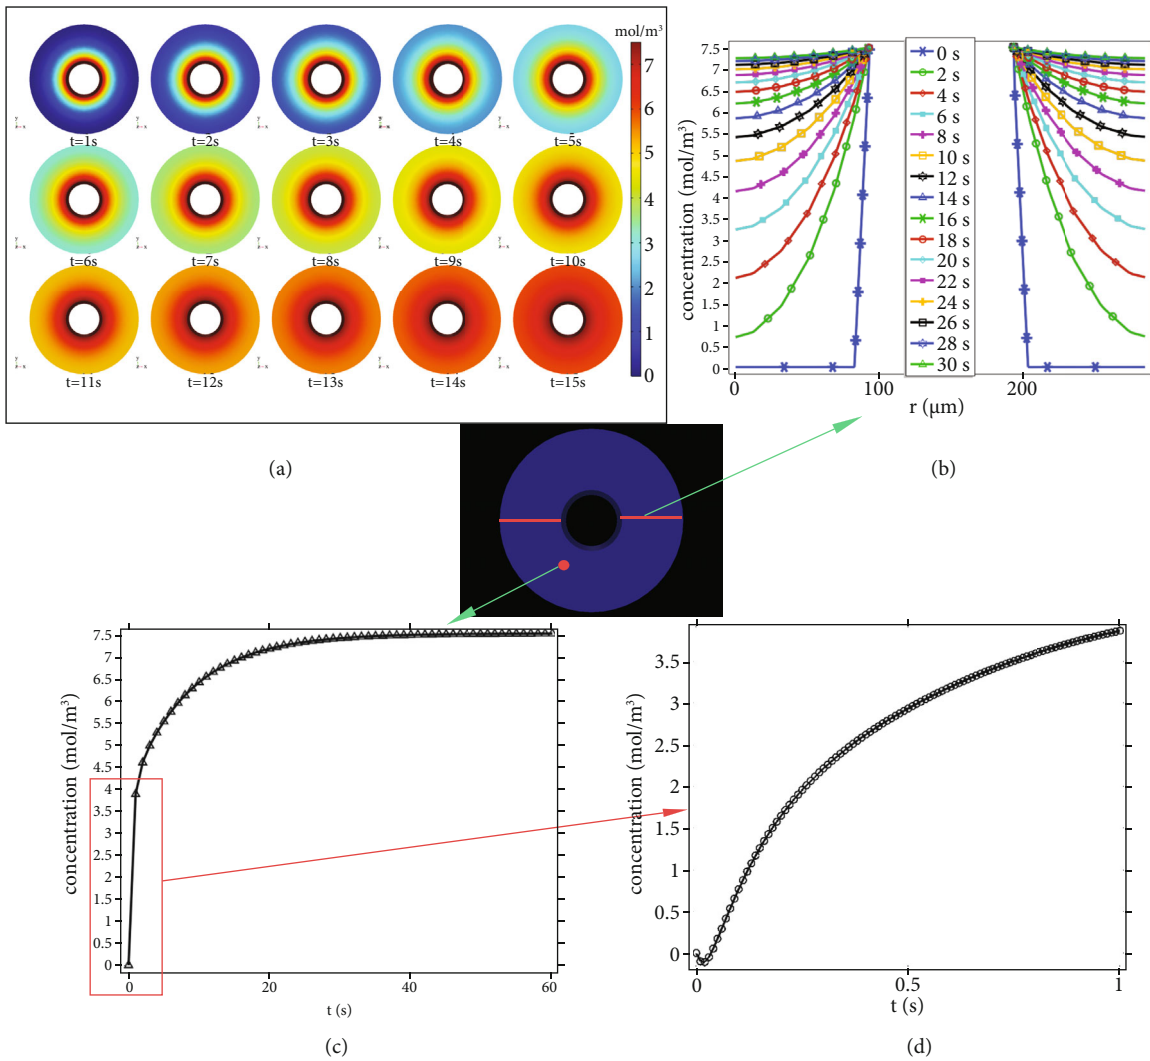 mol/m³
7
6
5
4
3
2
1
0
t=1s t=2s t=3s t=4s t=5s
t=6s t=7s t=8s t=9s t=10s
t=11s t=12s t=13s t=14s t=15s
(a)
concentration (mol/m³)
7.5
7
6.5
6
5.5
5
4.5
4
3.5
3
2.5
2
1.5
1
0.5
0
0 100 200
r (μm)
0 s
2 s
4 s
6 s
8 s
10 s
12 s
14 s
16 s
18 s
20 s
22 s
24 s
26 s
28 s
30 s
(b)
concentration (mol/m³)
7.5
7
6.5
6
5.5
5
4.5
4
3.5
3
2.5
2
1.5
1
0.5
0
0 20 40 60
t (s)
(c)
concentration (mol/m³)
3.5
3
2.5
2
1.5
1
0.5
0
0 0.5 1
t (s)
(d)